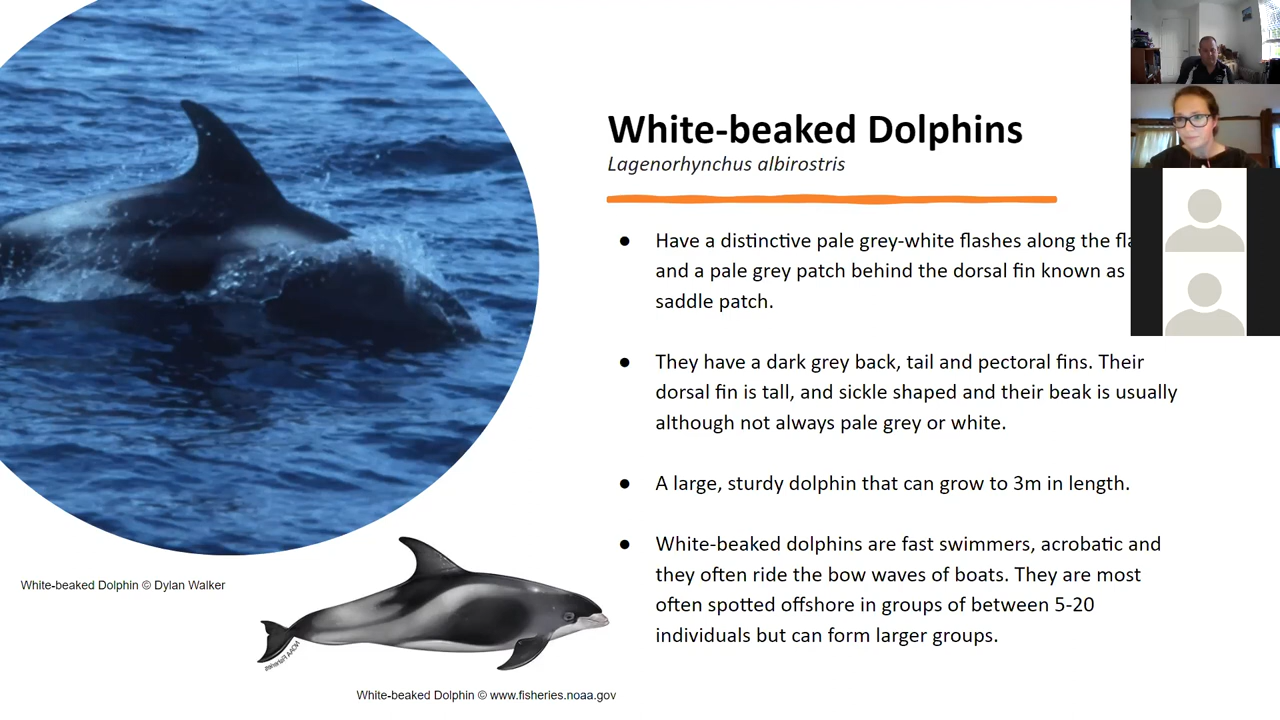 White-beaked Dolphins
Lagenorhynchus albirostris
● Have a distinctive pale grey-white flashes along the
and a pale grey patch behind the dorsal fin known as
saddle patch.
● They have a dark grey back, tail and pectoral fins. Their
dorsal fin is tall, and sickle shaped and their beak is usually
although not always pale grey or white.
● A large, sturdy dolphin that can grow to 3m in length.
● White-beaked dolphins are fast swimmers, acrobatic and
they often ride the bow waves of boats. They are most
often spotted offshore in groups of between 5-20
individuals but can form larger groups.
White-beaked Dolphin © Dylan Walker
NOAA Fisheries
White-beaked Dolphin © www.fisheries.noaa.gov